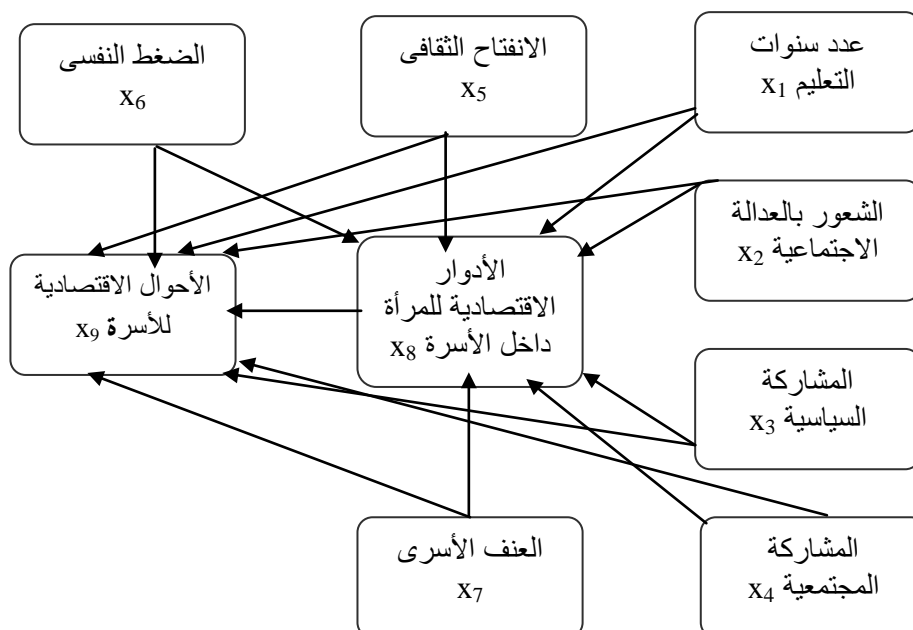 عدد سنوات
التعليم x1
الانفتاح الثقافى
x5
الضغط النفسى
x6
الشعور بالعدالة
الاجتماعية x2
الأدوار
الاقتصادية للمرأة
داخل الأسرة x8
الأحوال الاقتصادية
للأسرة x9
المشاركة
السياسية x3
المشاركة
المجتمعية x4
العنف الأسرى
x7